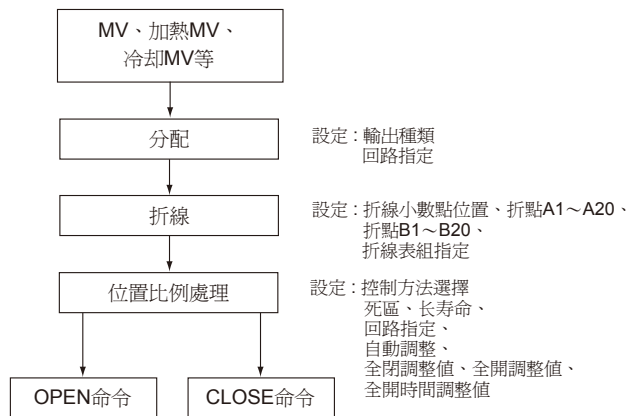 MV、加熱MV、
冷却MV等
分配
設定：輸出種類
回路指定
折線
設定：折線小數點位置、折點A1～A20、
折點B1～B20、
折線表組指定
位置比例處理
設定：控制方法選擇
死區、长寿命、
回路指定、
自動調整、
全閉調整值、全開調整值、
全開時間調整值
OPEN命令
CLOSE命令